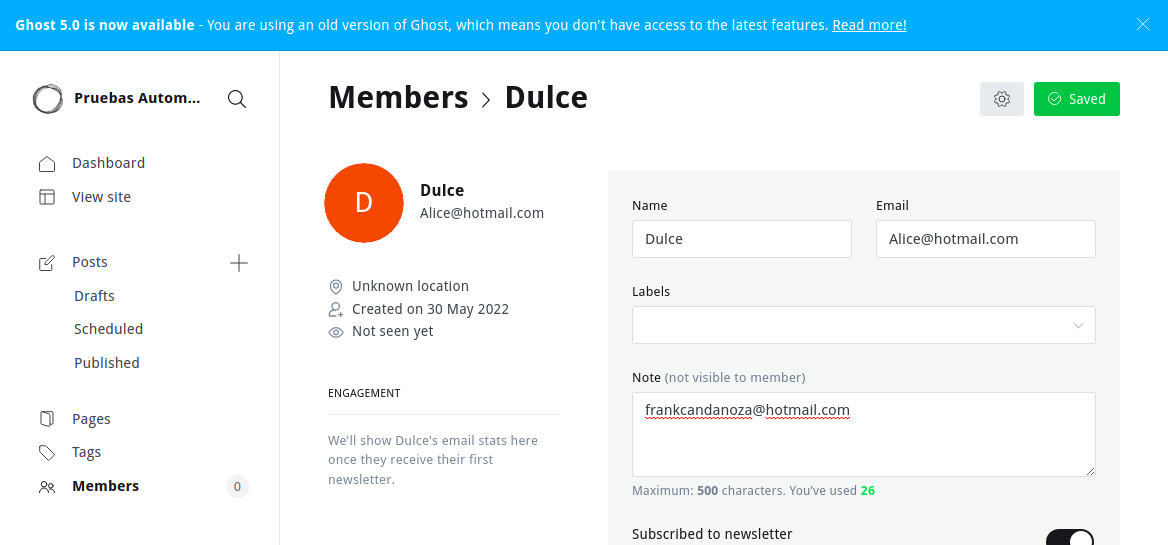 Ghost 5.0 is now available - You are using an old version of Ghost, which means you don't have access to the latest features. Read more!
Pruebas Autom...
Dashboard
View site
Posts
Drafts
Scheduled
Published
Pages
Tags
Members 0
Members > Dulce
Saved
D
Dulce
Alice@hotmail.com
Unknown location
Created on 30 May 2022
Not seen yet
ENGAGEMENT
We'll show Dulce's email stats here
once they receive their first
newsletter.
Name
Dulce
Email
Alice@hotmail.com
Labels
Note (not visible to member)
frankcandanoza@hotmail.com
Maximum: 500 characters. You've used 26
Subscribed to newsletter